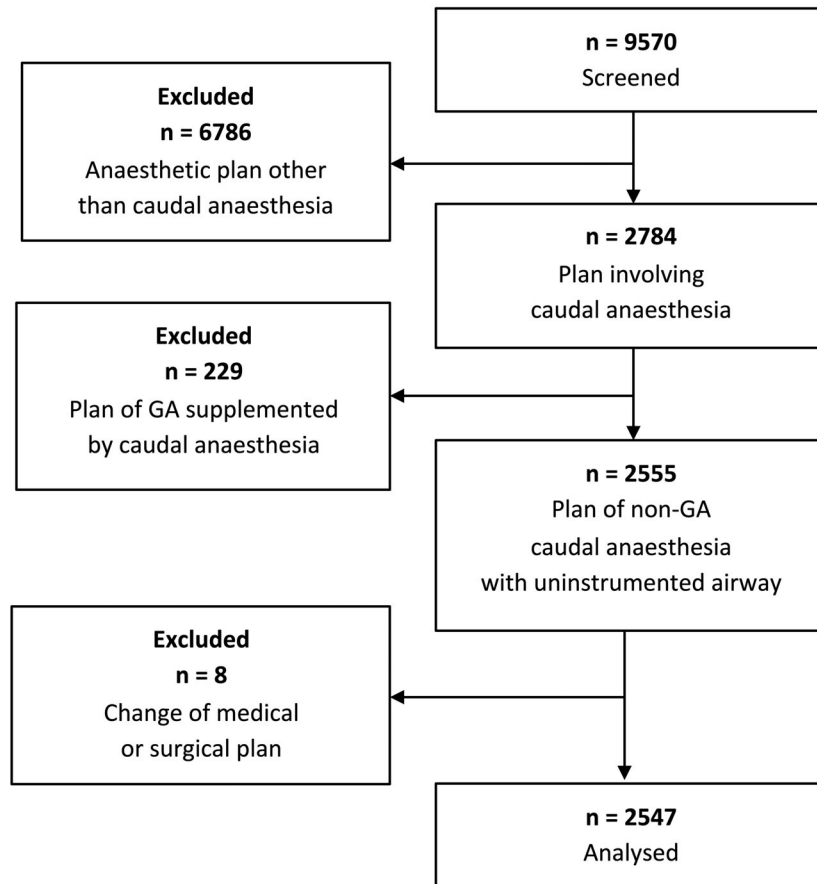 n = 9570
Screened
Excluded
n = 6786
Anaesthetic plan other
than caudal anaesthesia
n = 2784
Plan involving
caudal anaesthesia
Excluded
n = 229
Plan of GA supplemented
by caudal anaesthesia
n = 2555
Plan of non-GA
caudal anaesthesia
with uninstrumented airway
Excluded
n = 8
Change of medical
or surgical plan
n = 2547
Analysed